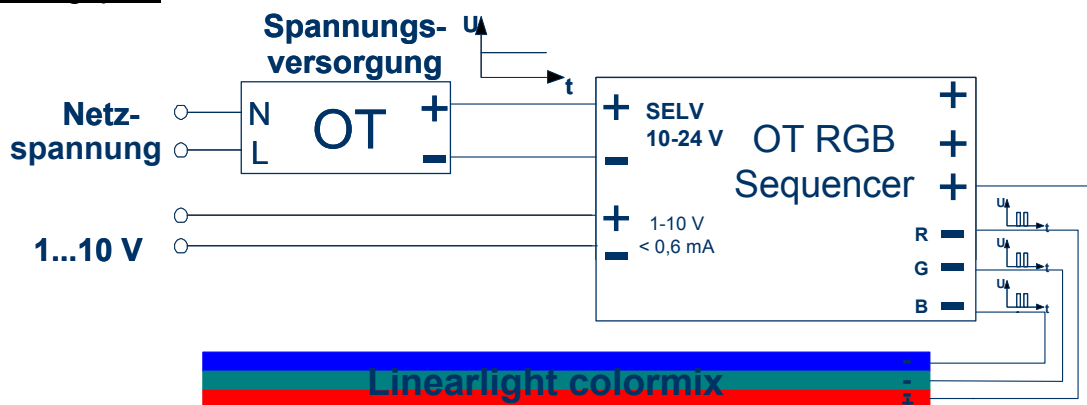 Spannungs-
versorgung
U
t
Netz-
spannung
N
L
OT
+
-
+
-
SELV
10-24 V
OT RGB
Sequencer
+
+
+
1...10 V
+
-
1-10 V
< 0,6 mA
R -
G -
B -
U
t
U
t
U
t
Linearlight colormix
-
-